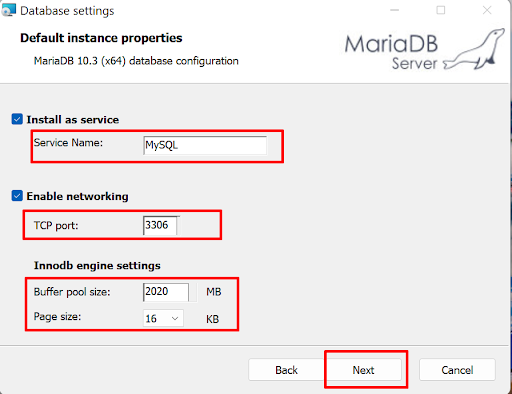 Database settings
Default instance properties
MariaDB 10.3 (x64) database configuration
MariaDB
Server
Install as service
Service Name: MySQL
Enable networking
TCP port: 3306
Innodb engine settings
Buffer pool size: 2020 MB
Page size: 16 KB
Back Next Cancel